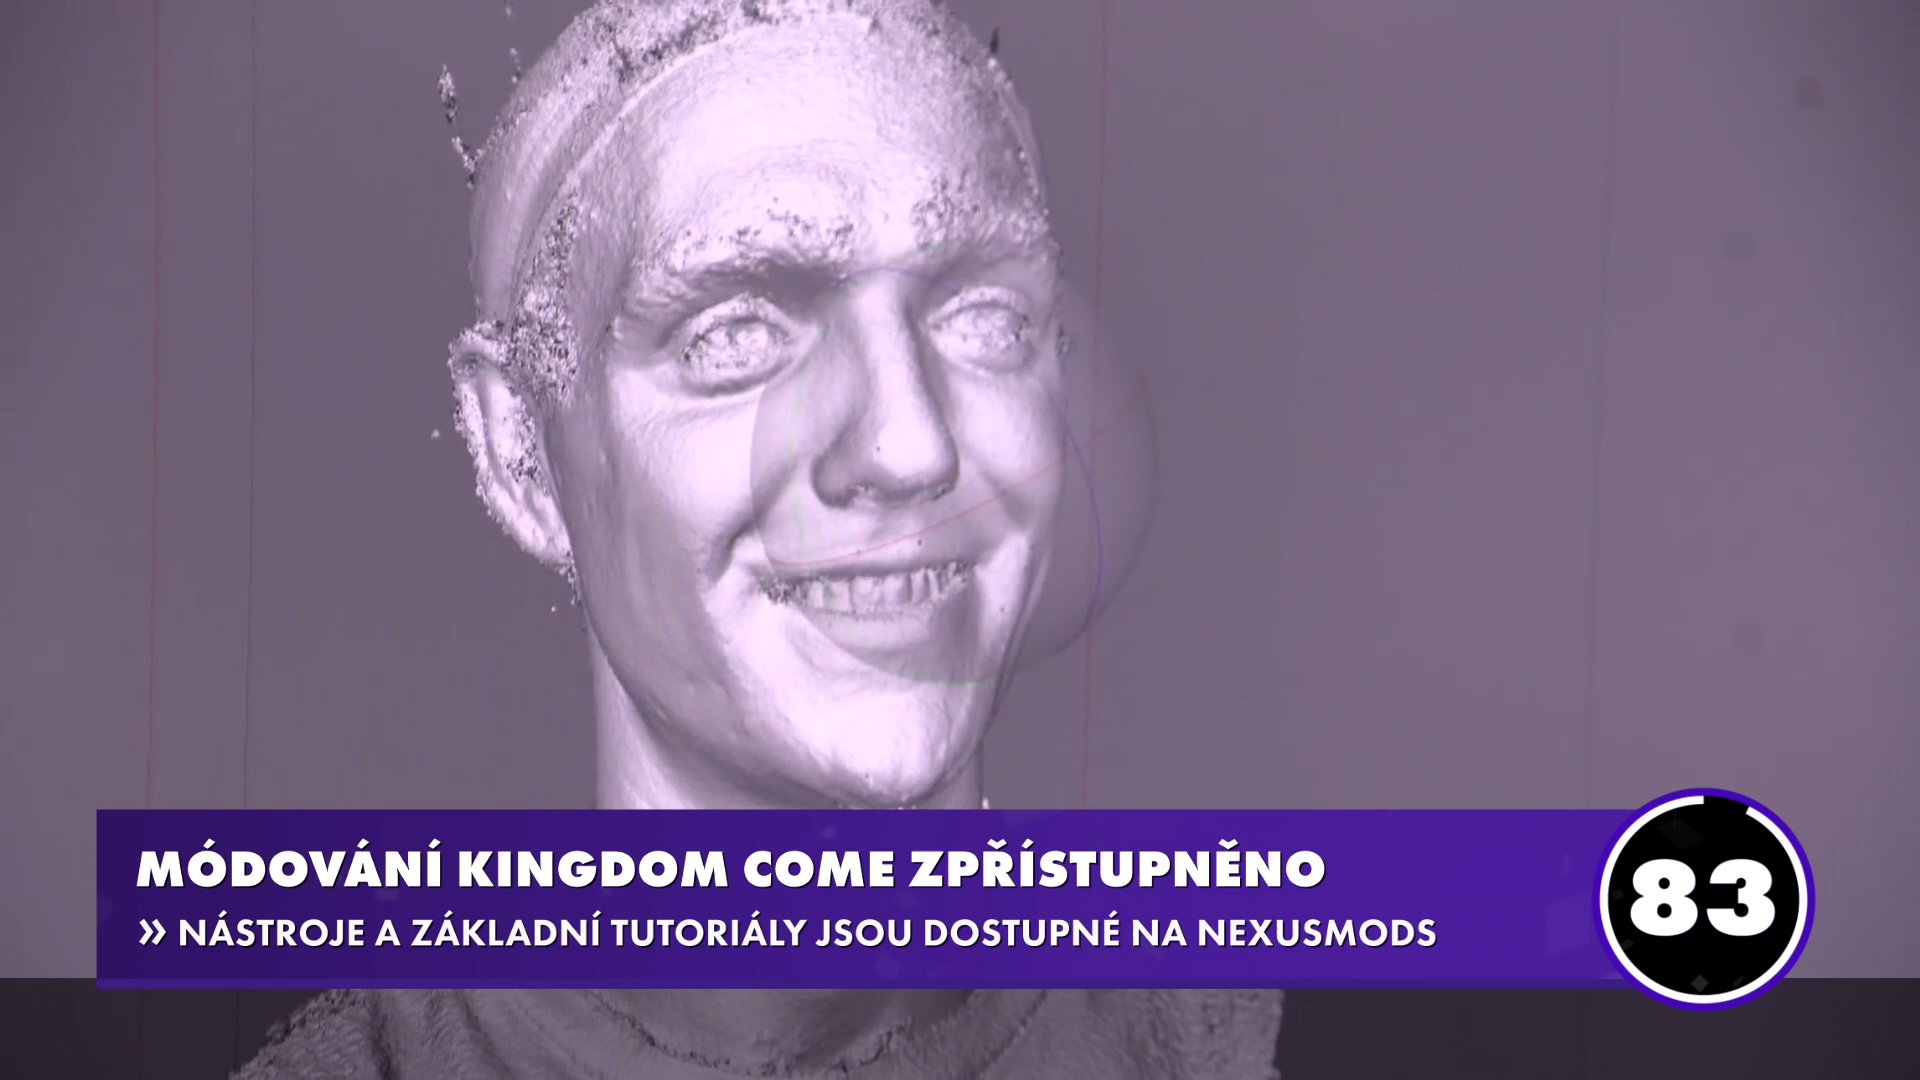 MÓDOVÁNÍ KINGDOM COME ZPŘÍSTUPNĚNO
» NÁSTROJE A ZÁKLADNÍ TUTORIÁLY JSOU DOSTUPNÉ NA NEXUSMODS
83